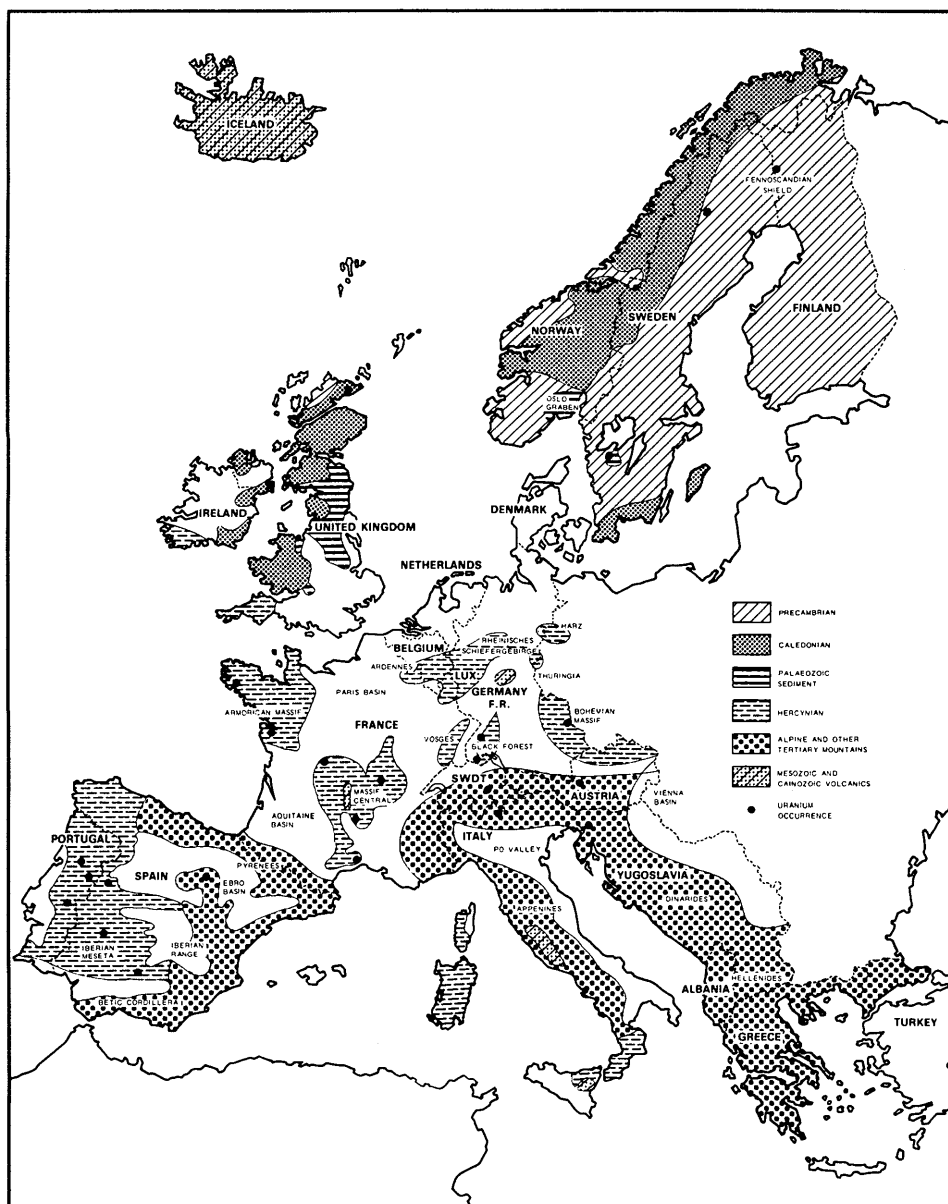 ICELAND
FENNOSCANDIAN
SHIELD
NORWAY
SWEDEN
FINLAND
OSLO
GRABEN
IRELAND
UNITED KINGDOM
DENMARK
NETHERLANDS
BELGIUM
ARDENNES
LUX
RHEINISCHES
SCHIEFERGEBIRGE
HARZ
THURINGIA
GERMANY
F.R.
PARIS BASIN
ARMORICAN MASSIF
FRANCE
VOSGES
BLACK FOREST
BOHEMIAN
MASSIF
MASSIF
CENTRAL
AQUITAINE
BASIN
SWDT
AUSTRIA
VIENNA
BASIN
ITALY
PO VALLEY
PORTUGAL
SPAIN
PYRENEES
EBRO
BASIN
IBERIAN
MESETA
IBERIAN
RANGE
BETIC CORDILLERA
APPENINES
YUGOSLAVIA
DINARIDES
ALBANIA
HELLENIDES
GREECE
TURKEY
PRECAMBRIAN
CALEDONIAN
PALAEOZOIC
SEDIMENT
HERCYNIAN
ALPINE AND OTHER
TERTIARY MOUNTAINS
MESOZOIC AND
CAINOZOIC VOLCANICS
URANIUM
OCCURRENCE